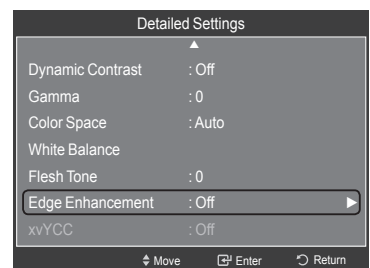 Detailed Settings
▲
Dynamic Contrast : Off
Gamma : 0
Color Space : Auto
White Balance
Flesh Tone : 0
Edge Enhancement : Off ►
xvYCC : Off
Move Enter Return